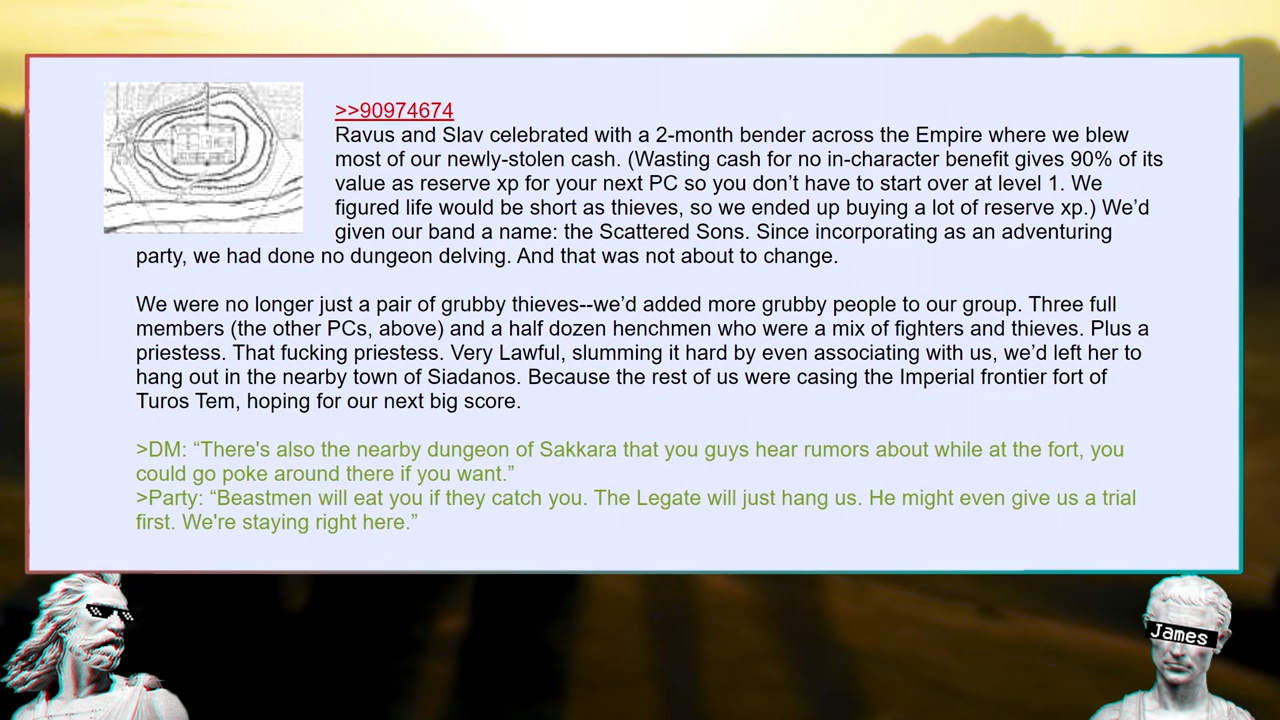 >>90974674
Ravus and Slav celebrated with a 2-month bender across the Empire where we blew
most of our newly-stolen cash. (Wasting cash for no in-character benefit gives 90% of its
value as reserve xp for your next PC so you don’t have to start over at level 1. We
figured life would be short as thieves, so we ended up buying a lot of reserve xp.) We’d
given our band a name: the Scattered Sons. Since incorporating as an adventuring
party, we had done no dungeon delving. And that was not about to change.
We were no longer just a pair of grubby thieves--we’d added more grubby people to our group. Three full
members (the other PCs, above) and a half dozen henchmen who were a mix of fighters and thieves. Plus a
priestess. That fucking priestess. Very Lawful, slumming it hard by even associating with us, we’d left her to
hang out in the nearby town of Siadanos. Because the rest of us were casing the Imperial frontier fort of
Turos Tem, hoping for our next big score.
>DM: “There's also the nearby dungeon of Sakkara that you guys hear rumors about while at the fort, you
could go poke around there if you want.”
>Party: “Beastmen will eat you if they catch you. The Legate will just hang us. He might even give us a trial
first. We're staying right here.”
James